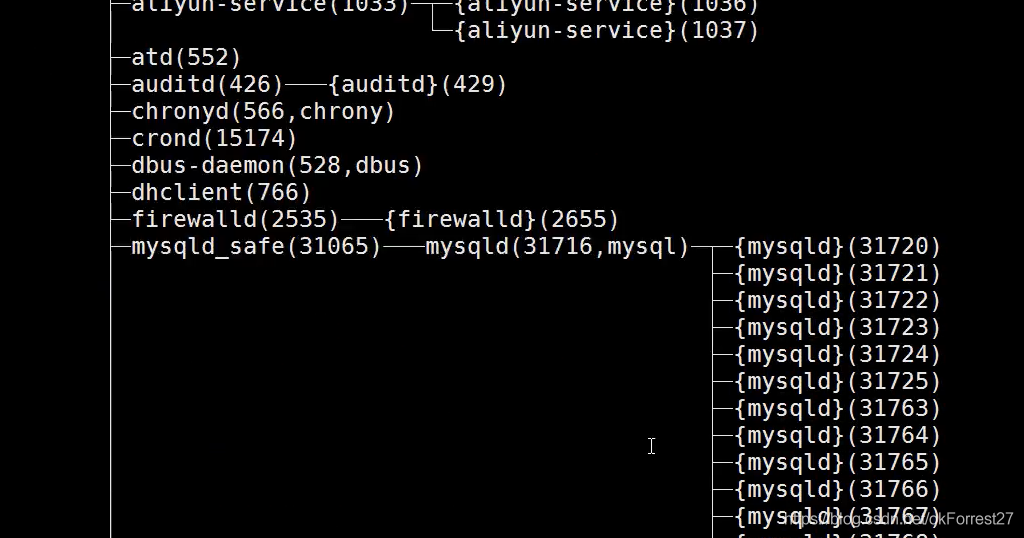 ├─aliyun-service(1033)─┬─{aliyun-service}(1036)
└─{aliyun-service}(1037)
├─atd(552)
├─auditd(426)───{auditd}(429)
├─chronyd(566,chrony)
├─crond(15174)
├─dbus-daemon(528,dbus)
├─dhclient(766)
├─firewalld(2535)───{firewalld}(2655)
├─mysqld_safe(31065)───mysqld(31716,mysql)─┬─{mysqld}(31720)
├─{mysqld}(31721)
├─{mysqld}(31722)
├─{mysqld}(31723)
├─{mysqld}(31724)
├─{mysqld}(31725)
├─{mysqld}(31763)
├─{mysqld}(31764)
├─{mysqld}(31765)
├─{mysqld}(31766)
├─{mysqld}(31767)
https://blog.csdn.net/okForrest27